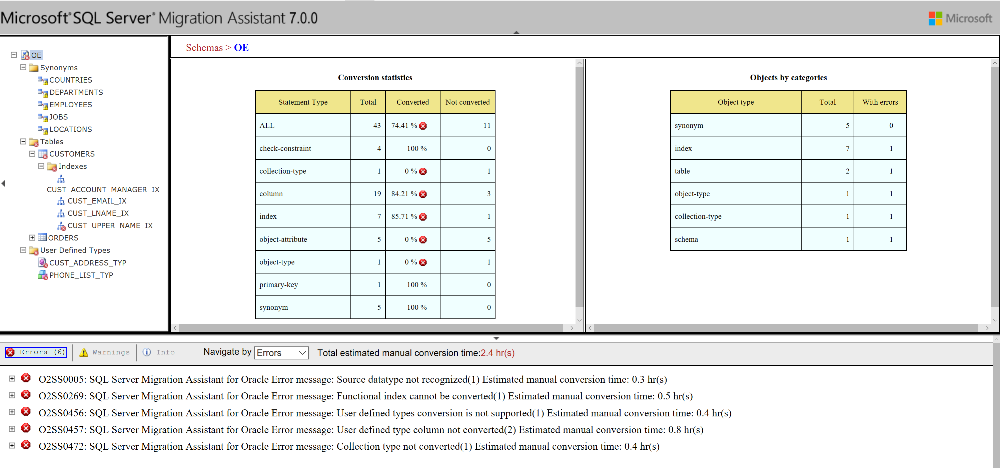 Microsoft® SQL Server® Migration Assistant 7.0.0
Microsoft
OE
Synonyms
COUNTRIES
DEPARTMENTS
EMPLOYEES
JOBS
LOCATIONS
Tables
CUSTOMERS
Indexes
CUST_ACCOUNT_MANAGER_IX
CUST_EMAIL_IX
CUST_LNAME_IX
CUST_UPPER_NAME_IX
ORDERS
User Defined Types
CUST_ADDRESS_TYP
PHONE_LIST_TYP
Schemas > OE
Conversion statistics
Statement Type Total Converted Not converted
ALL 43 74.41 % 11
check-constraint 4 100 % 0
collection-type 1 0 % 1
column 19 84.21 % 3
index 7 85.71 % 1
object-attribute 5 0 % 5
object-type 1 0 % 1
primary-key 1 100 % 0
synonym 5 100 % 0
Objects by categories
Object type Total With errors
synonym 5 0
index 7 1
table 2 1
object-type 1 1
collection-type 1 1
schema 1 1
Errors (6) Warnings Info Navigate by Errors Total estimated manual conversion time:2.4 hr(s)
O2SS0005: SQL Server Migration Assistant for Oracle Error message: Source datatype not recognized(1) Estimated manual conversion time: 0.3 hr(s)
O2SS0269: SQL Server Migration Assistant for Oracle Error message: Functional index cannot be converted(1) Estimated manual conversion time: 0.5 hr(s)
O2SS0456: SQL Server Migration Assistant for Oracle Error message: User defined types conversion is not supported(1) Estimated manual conversion time: 0.4 hr(s)
O2SS0457: SQL Server Migration Assistant for Oracle Error message: User defined type column not converted(2) Estimated manual conversion time: 0.8 hr(s)
O2SS0472: SQL Server Migration Assistant for Oracle Error message: Collection type not converted(1) Estimated manual conversion time: 0.4 hr(s)